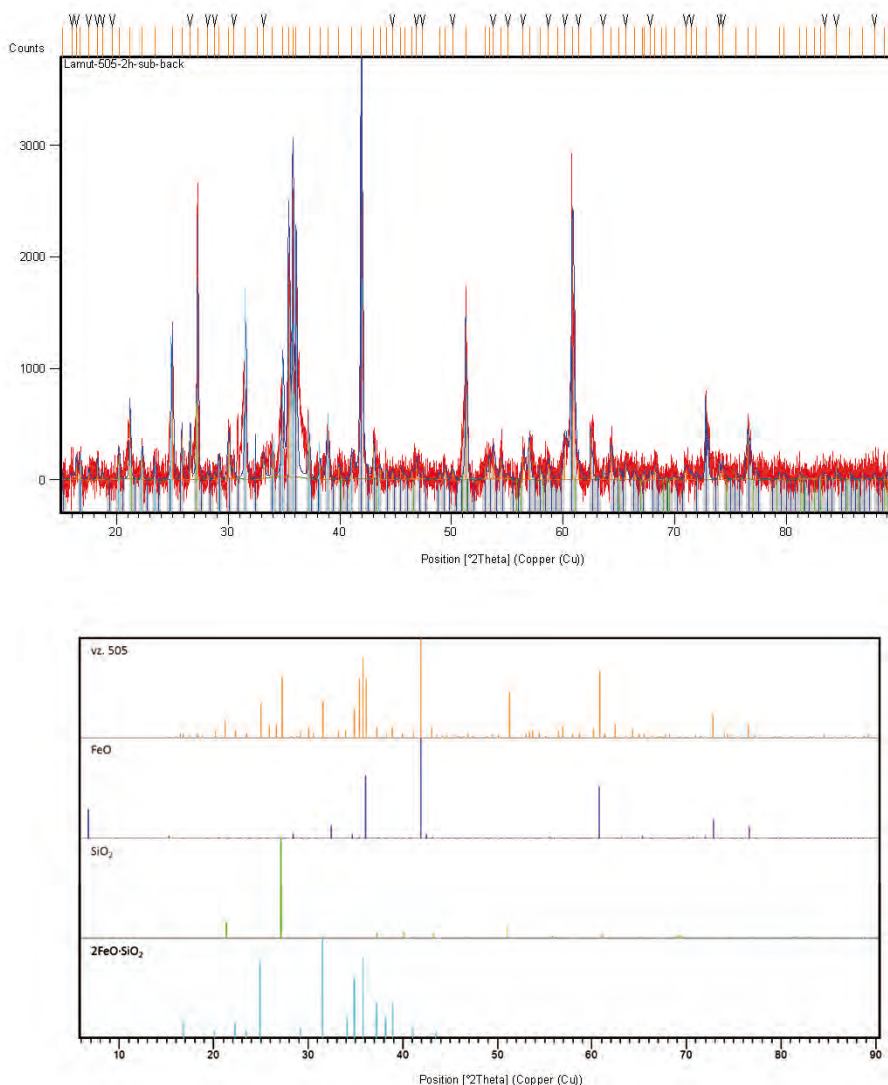 Counts
Lamut-505-2h-sub-back
3000
2000
1000
0
20 30 40 50 60 70 80
Position [°2Theta] (Copper (Cu))
vz. 505
FeO
SiO₂
2FeO·SiO₂
10 20 30 40 50 60 70 80 90
Position [°2Theta] (Copper (Cu))